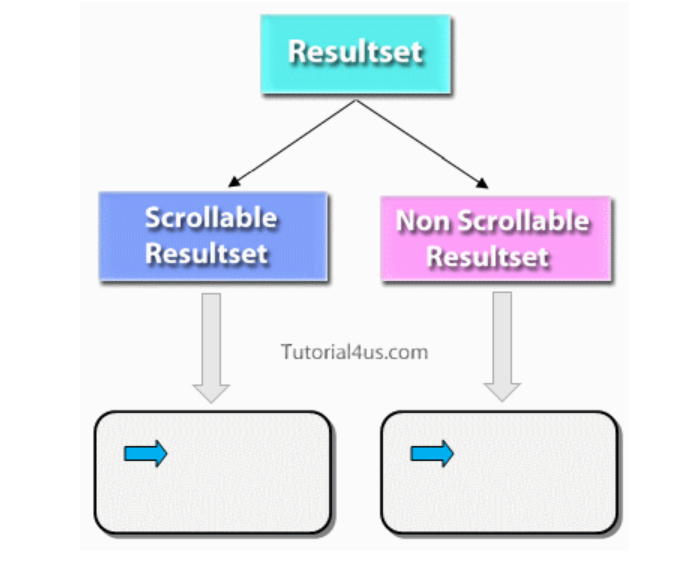 Resultset
Scrollable
Resultset
Non Scrollable
Resultset
Tutorial4us.com